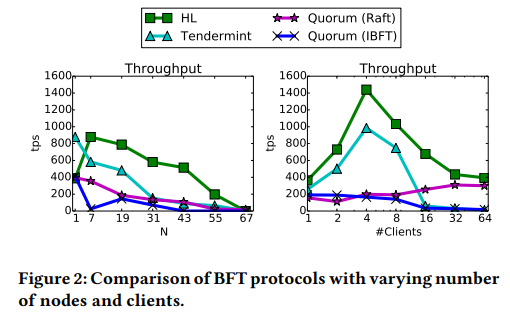 HL
Tendermint
Quorum (Raft)
Quorum (IBFT)
Throughput
1600
1400
1200
1000
800
600
400
200
0
tps
1 7 19 31 43 55 67
N
Throughput
1600
1400
1200
1000
800
600
400
200
0
tps
1 2 4 8 16 32 64
#Clients
Figure 2: Comparison of BFT protocols with varying number
of nodes and clients.